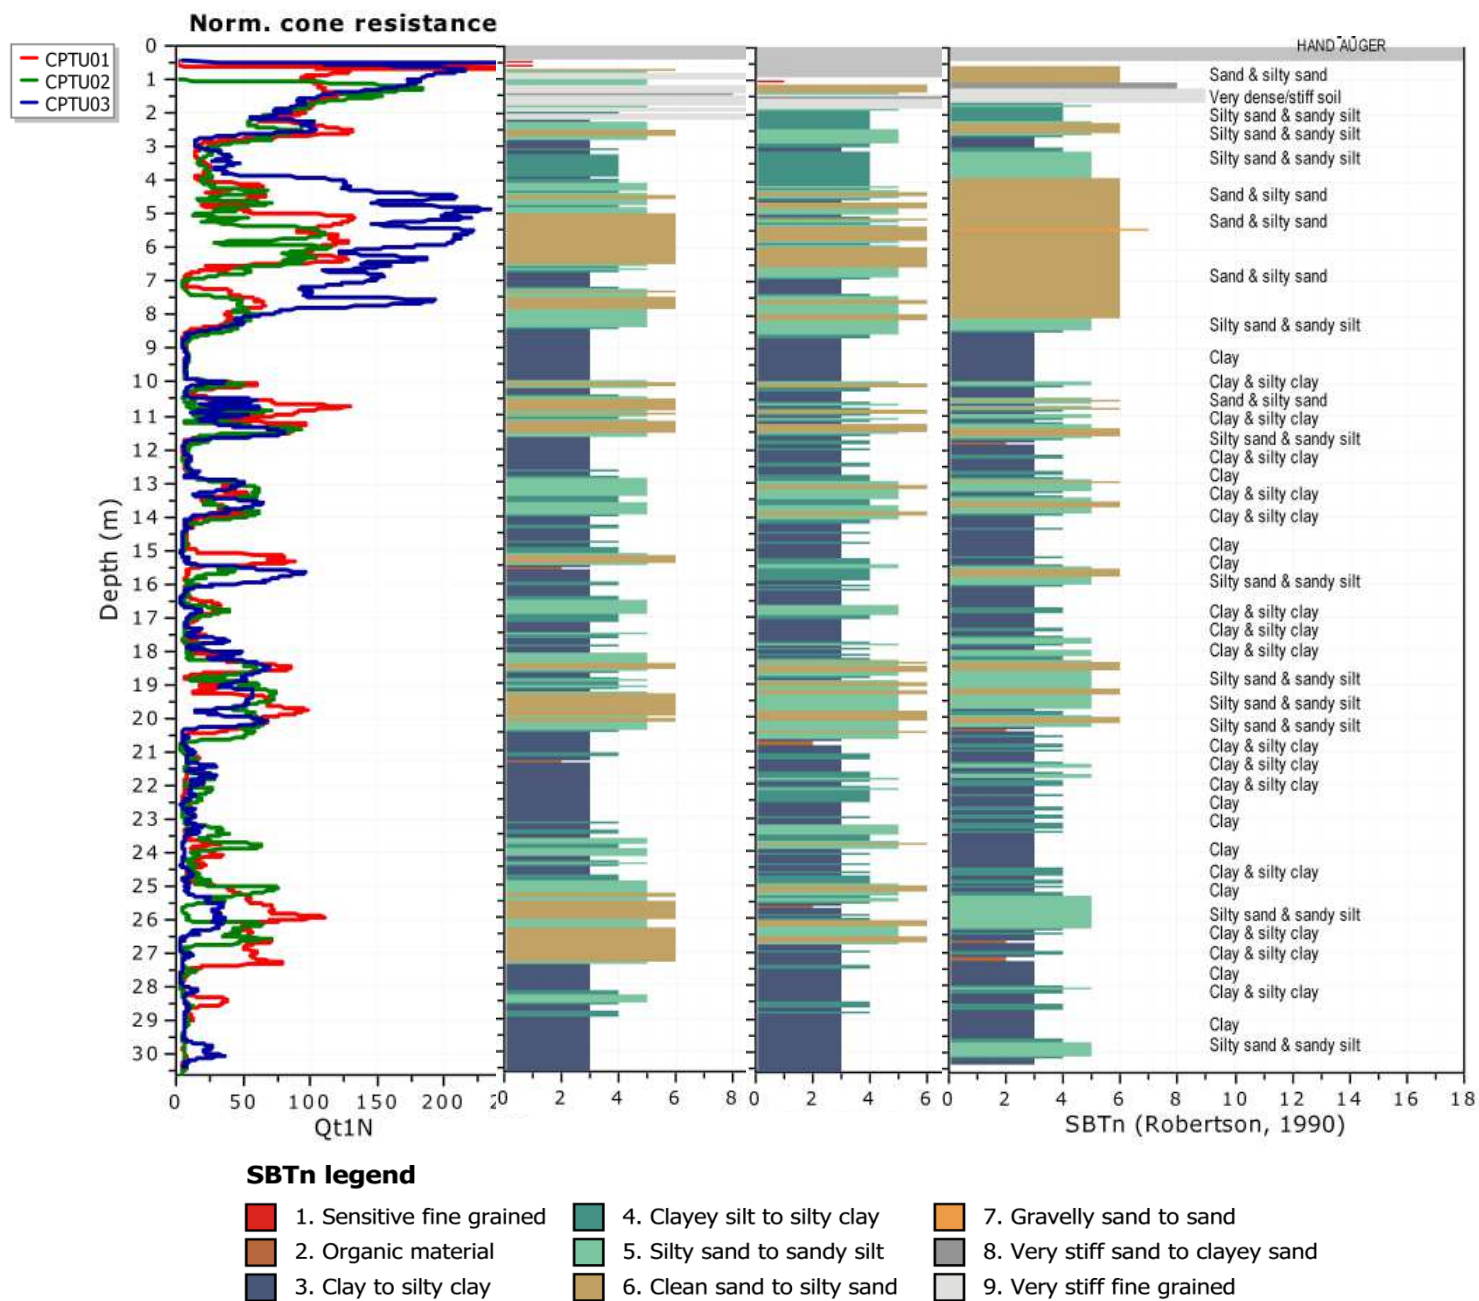 Norm. cone resistance
CPTU01
CPTU02
CPTU03
0
1
2
3
4
5
6
7
8
9
10
11
12
13
14
15
16
17
18
19
20
21
22
23
24
25
26
27
28
29
30
Depth (m)
HAND AUGER
Sand & silty sand
Very dense/stiff soil
Silty sand & sandy silt
Silty sand & sandy silt
Silty sand & sandy silt
Sand & silty sand
Sand & silty sand
Sand & silty sand
Silty sand & sandy silt
Clay
Clay & silty clay
Sand & silty sand
Clay & silty clay
Silty sand & sandy silt
Clay & silty clay
Clay
Clay & silty clay
Clay & silty clay
Clay
Clay
Silty sand & sandy silt
Clay & silty clay
Clay & silty clay
Clay & silty clay
Silty sand & sandy silt
Silty sand & sandy silt
Silty sand & sandy silt
Clay & silty clay
Clay & silty clay
Clay & silty clay
Clay
Clay
Clay
Clay & silty clay
Clay
Silty sand & sandy silt
Clay & silty clay
Clay & silty clay
Clay
Clay & silty clay
Clay
Silty sand & sandy silt
0 50 100 150 200 2 0 2 4 6 8 0 2 4 6 0 2 4 6 8 10 12 14 16 18
Qt1N SBTn (Robertson, 1990)
SBTn legend
1. Sensitive fine grained 4. Clayey silt to silty clay 7. Gravelly sand to sand
2. Organic material 5. Silty sand to sandy silt 8. Very stiff sand to clayey sand
3. Clay to silty clay 6. Clean sand to silty sand 9. Very stiff fine grained